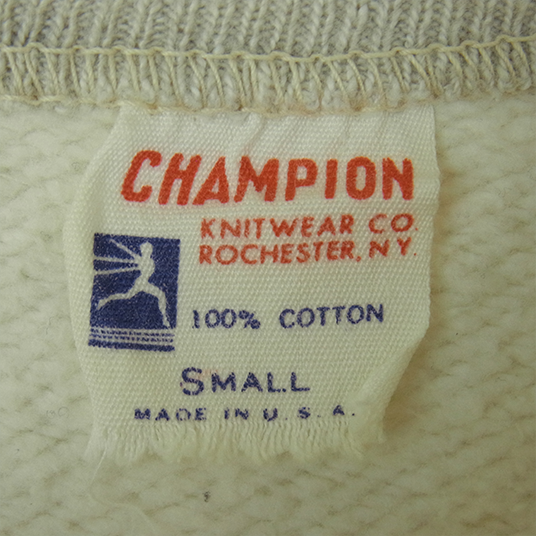 CHAMPION
KNITWEAR CO.
ROCHESTER, N.Y.
100% COTTON
SMALL
MADE IN U.S.A.